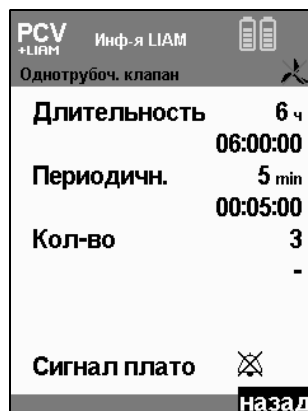 PCV Инф-я LIAM
+LIAM
Однотрубоч. клапан
Длительность 6 ч
06:00:00
Периодичн. 5 min
00:05:00
Кол-во 3
-
Сигнал плато
назад